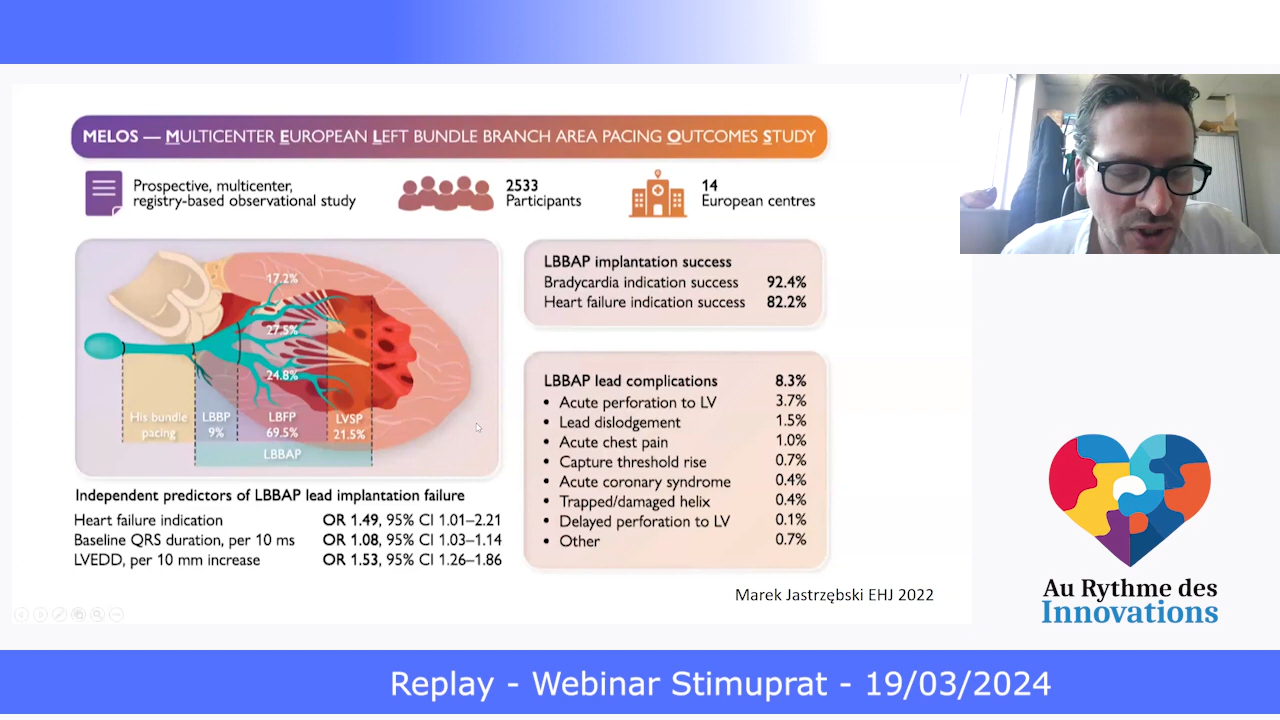 MELOS — MULTICENTER EUROPEAN LEFT BUNDLE BRANCH AREA PACING OUTCOMES STUDY
Prospective, multicenter,
registry-based observational study
2533
Participants
14
European centres
17.2%
27.5%
24.8%
His bundle
pacing
LBBP
9%
LBFP
69.5%
LVSP
21.5%
LBBAP
Independent predictors of LBBAP lead implantation failure
Heart failure indication OR 1.49, 95% CI 1.01–2.21
Baseline QRS duration, per 10 ms OR 1.08, 95% CI 1.03–1.14
LVEDD, per 10 mm increase OR 1.53, 95% CI 1.26–1.86
LBBAP implantation success
Bradycardia indication success 92.4%
Heart failure indication success 82.2%
LBBAP lead complications 8.3%
• Acute perforation to LV 3.7%
• Lead dislodgement 1.5%
• Acute chest pain 1.0%
• Capture threshold rise 0.7%
• Acute coronary syndrome 0.4%
• Trapped/damaged helix 0.4%
• Delayed perforation to LV 0.1%
• Other 0.7%
Marek Jastrzębski EHJ 2022
Au Rythme des
Innovations
Replay - Webinar Stimuprat - 19/03/2024